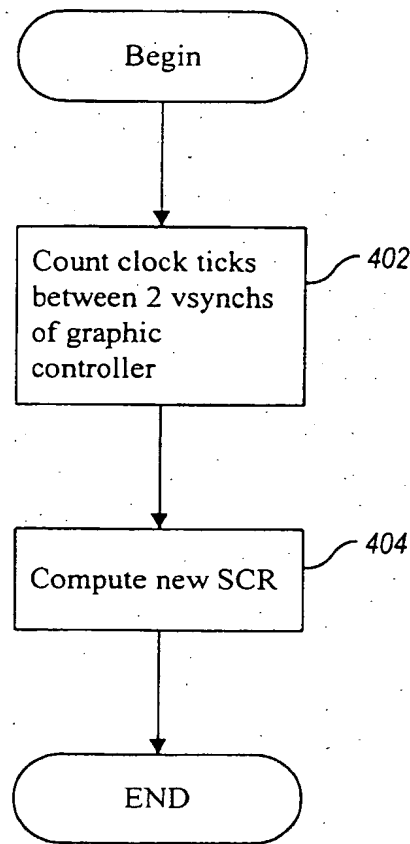 Begin
Count clock ticks
402
between 2 vsynchs
of graphic
controller
404
Compute new SCR
END